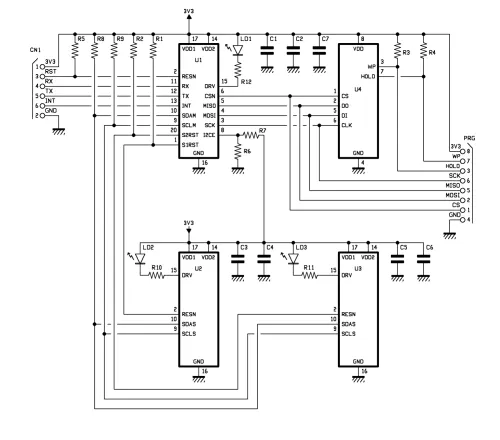 3V3
R5 R8 R9 R2 R1
17 14
LD1
C1 C2 C7
8
R3 R4
CN1
VDD1 VDD2
VDD
U1
U4
1 3V3
3 RST
4 RX
5 TX
6 INT
2 GND
2 RESN
11 RX
12 TX
13 INT
10 SDAM
9 SCLM
20 S2RST
1 S1RST
DRV 15
R12
CSN 6
MISO 5
MOSI 4
SCK 3
I2CE 8
R7
R6
GND
16
WP 3
HOLD 7
1 CS
2 DO
5 DI
6 CLK
GND
4
PRG
3V3 8
WP 7
HOLD 3
SCK 6
MISO 5
MOSI 2
CS 1
GND 4
3V3
LD2
17 14
C3 C4
LD3
17 14
C5 C6
VDD1 VDD2
VDD1 VDD2
R10
15 DRV
U2
R11
15 DRV
U3
2 RESN
10 SDAS
9 SCLS
2 RESN
10 SDAS
9 SCLS
GND
16
GND
16